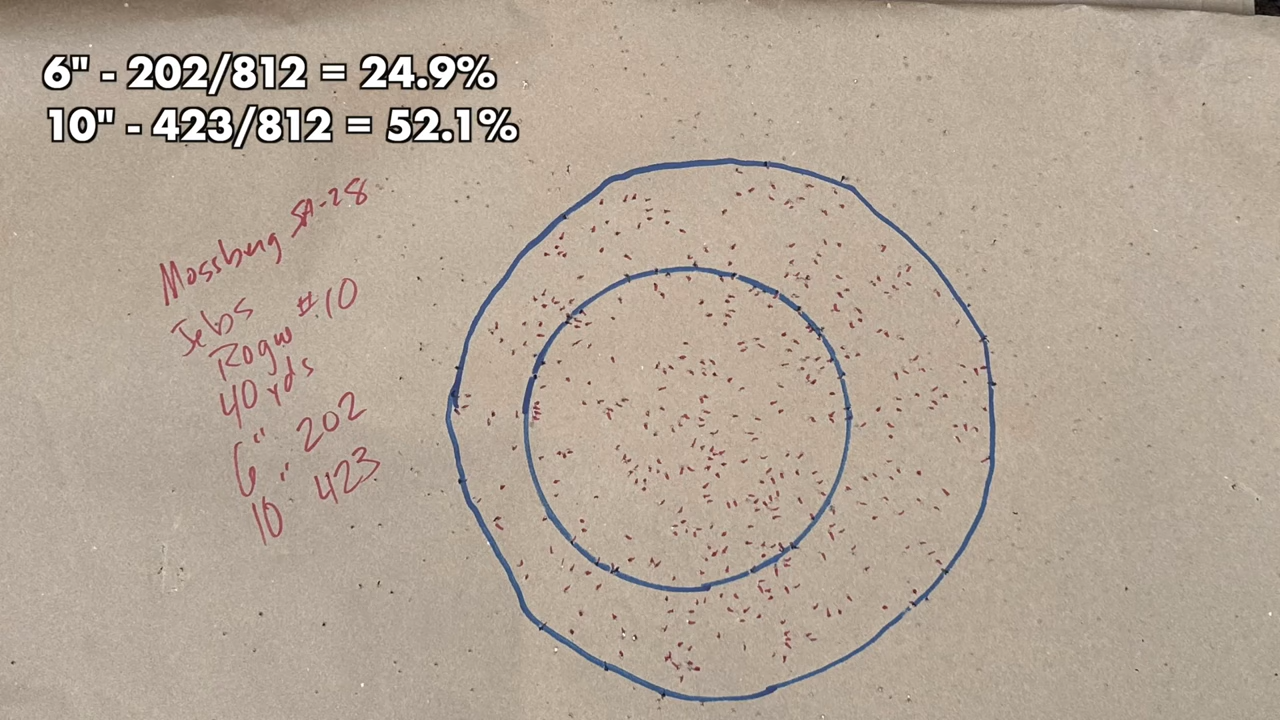 6" - 202/812 = 24.9%
10" - 423/812 = 52.1%
Mossberg SA-28
Jebs
Rogue #10
40 yds
6" 202
10" 423